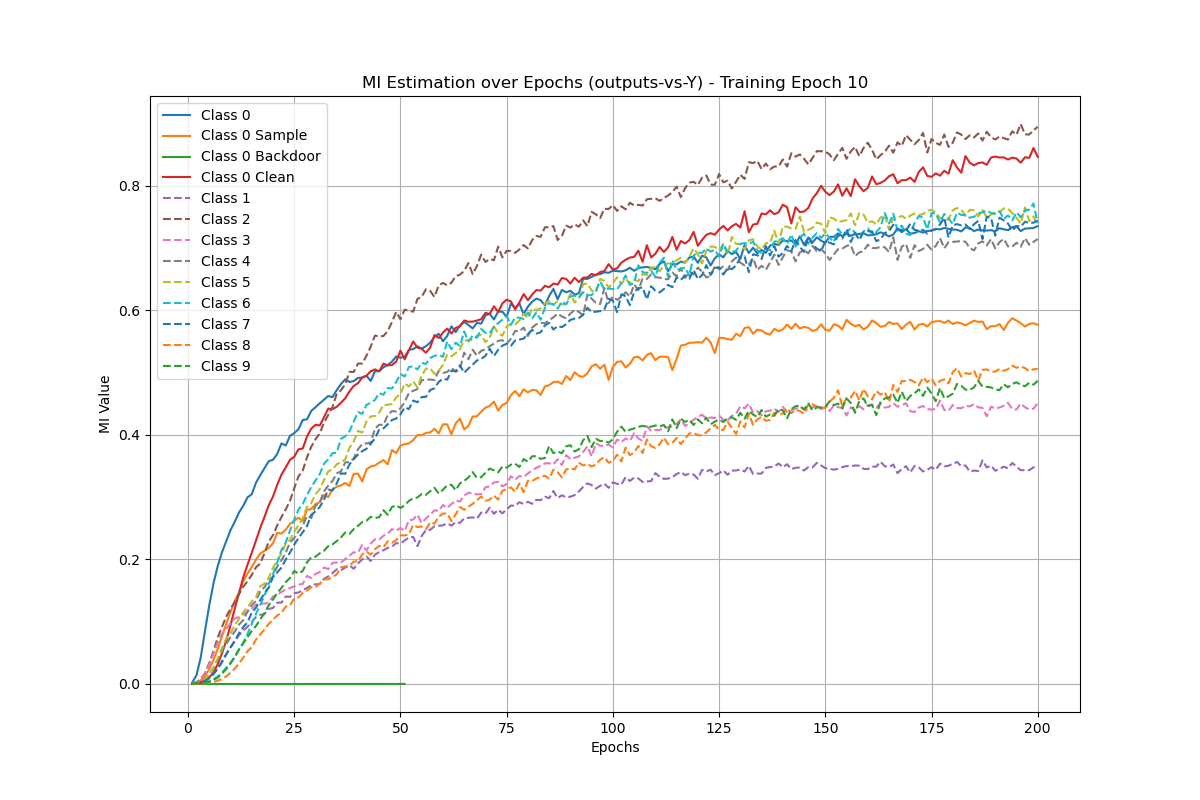 MI Estimation over Epochs (outputs-vs-Y) - Training Epoch 10
Class 0
Class 0 Sample
Class 0 Backdoor
Class 0 Clean
Class 1
Class 2
Class 3
Class 4
Class 5
Class 6
Class 7
Class 8
Class 9
MI Value
0.8
0.6
0.4
0.2
0.0
0 25 50 75 100 125 150 175 200
Epochs